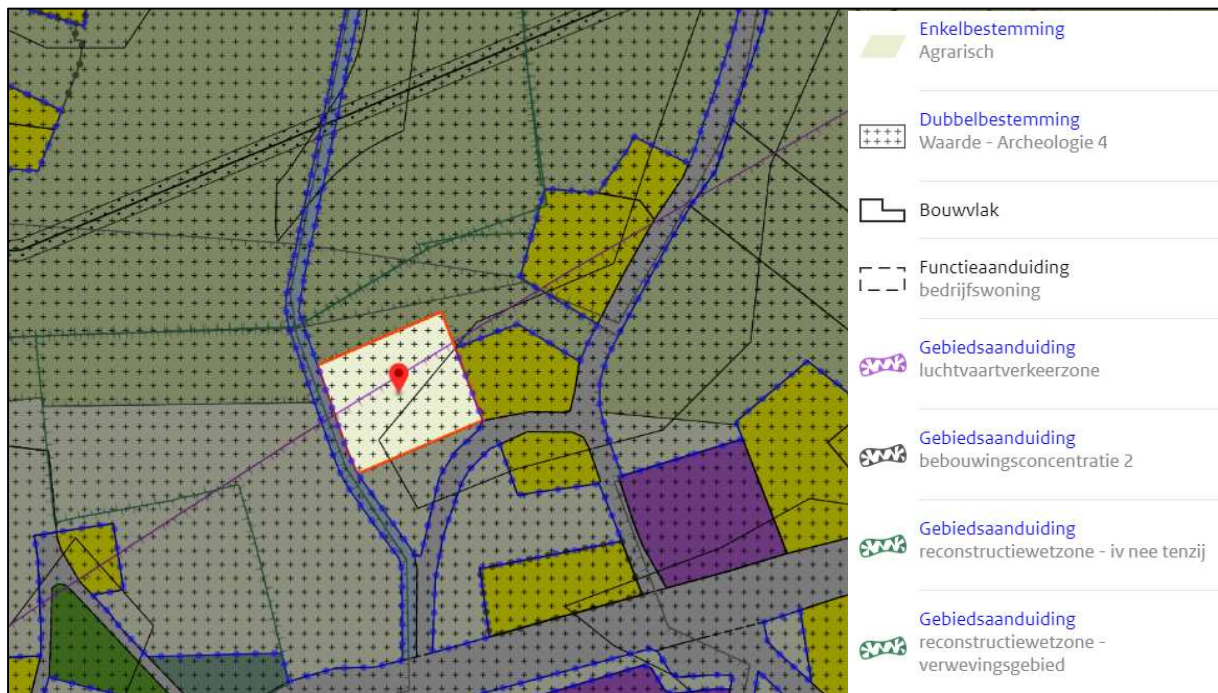 Enkelbestemming
Agrarisch
Dubbelbestemming
Waarde - Archeologie 4
Bouwvlak
Functieaanduiding
bedrijfswoning
Gebiedsaanduiding
luchtvaartverkeerzone
Gebiedsaanduiding
bebouwingsconcentratie 2
Gebiedsaanduiding
reconstructiewetzone - iv nee tenzij
Gebiedsaanduiding
reconstructiewetzone -
verwevingsgebied